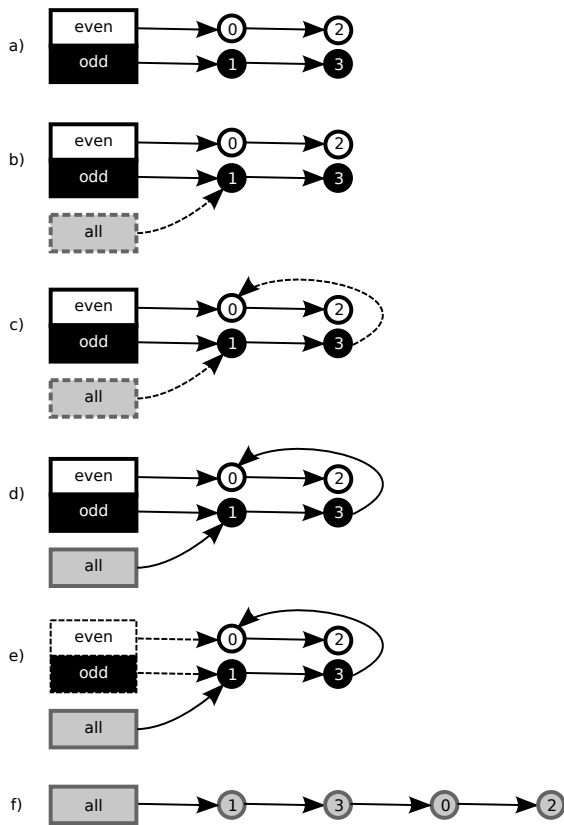 a) even 0 2
odd 1 3
b) even 0 2
odd 1 3
all
c) even 0 2
odd 1 3
all
d) even 0 2
odd 1 3
all
e) even 0 2
odd 1 3
all
f) all 1 3 0 2